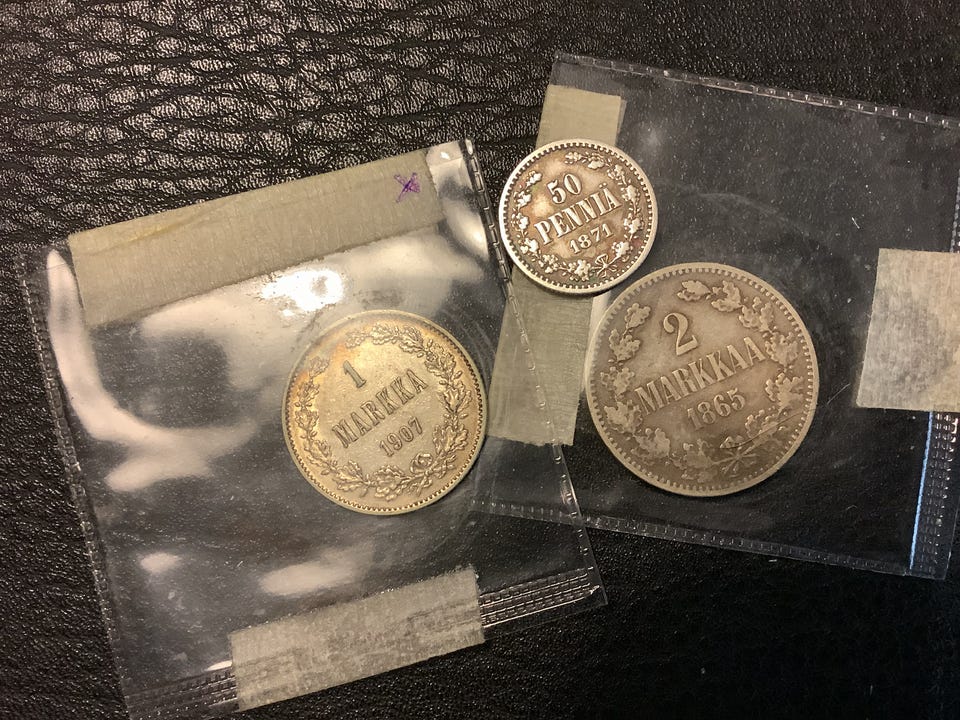 50
PENNIÄ
1871
2
MARKKAA
1865
1
MARKKA
1907